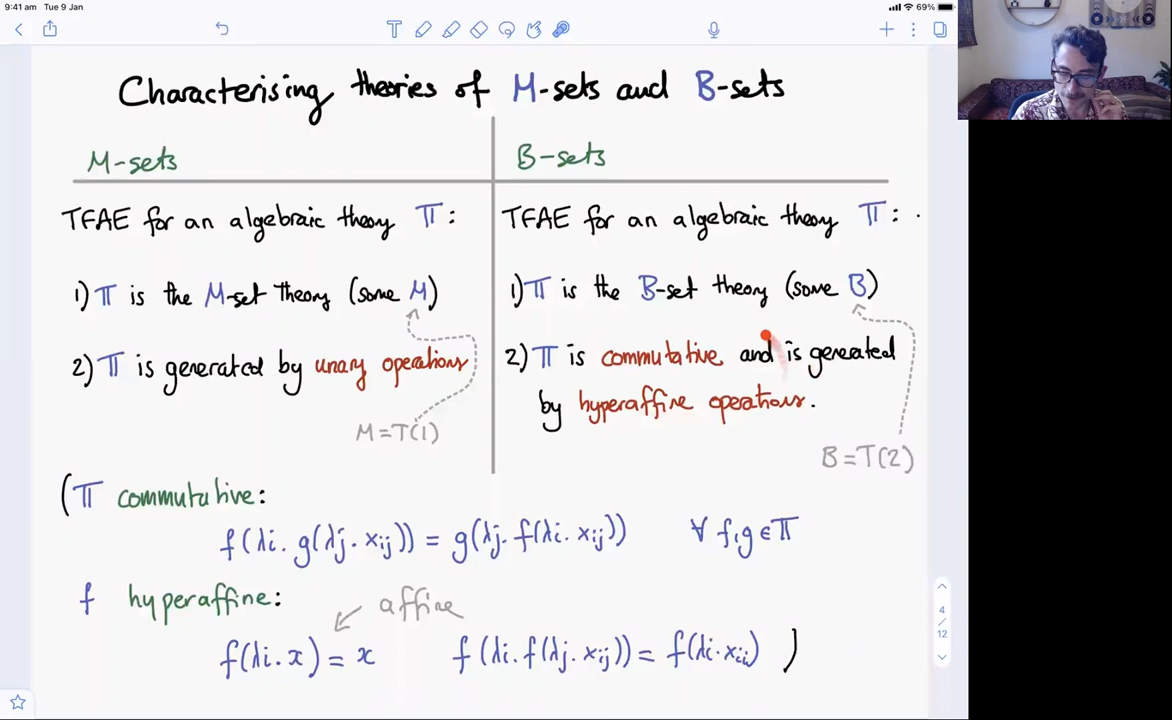 9:41 am Tue 9 Jan
69%
Characterising theories of M-sets and B-sets
M-sets
TFAE for an algebraic theory 𝕋:
1) 𝕋 is the M-set theory (some M)
2) 𝕋 is generated by unary operations
M = T(1)
B-sets
TFAE for an algebraic theory 𝕋:
1) 𝕋 is the B-set theory (some B)
2) 𝕋 is commutative and is generated
by hyperaffine operations.
B = T(2)
(𝕋 commutative:
f(λi. g(λj. xij)) = g(λj. f(λi. xij)) ∀ f,g ∈ 𝕋
f hyperaffine:
affine
f(λi. x) = x f(λi. f(λj. xij)) = f(λi. xii) )
4
/
12